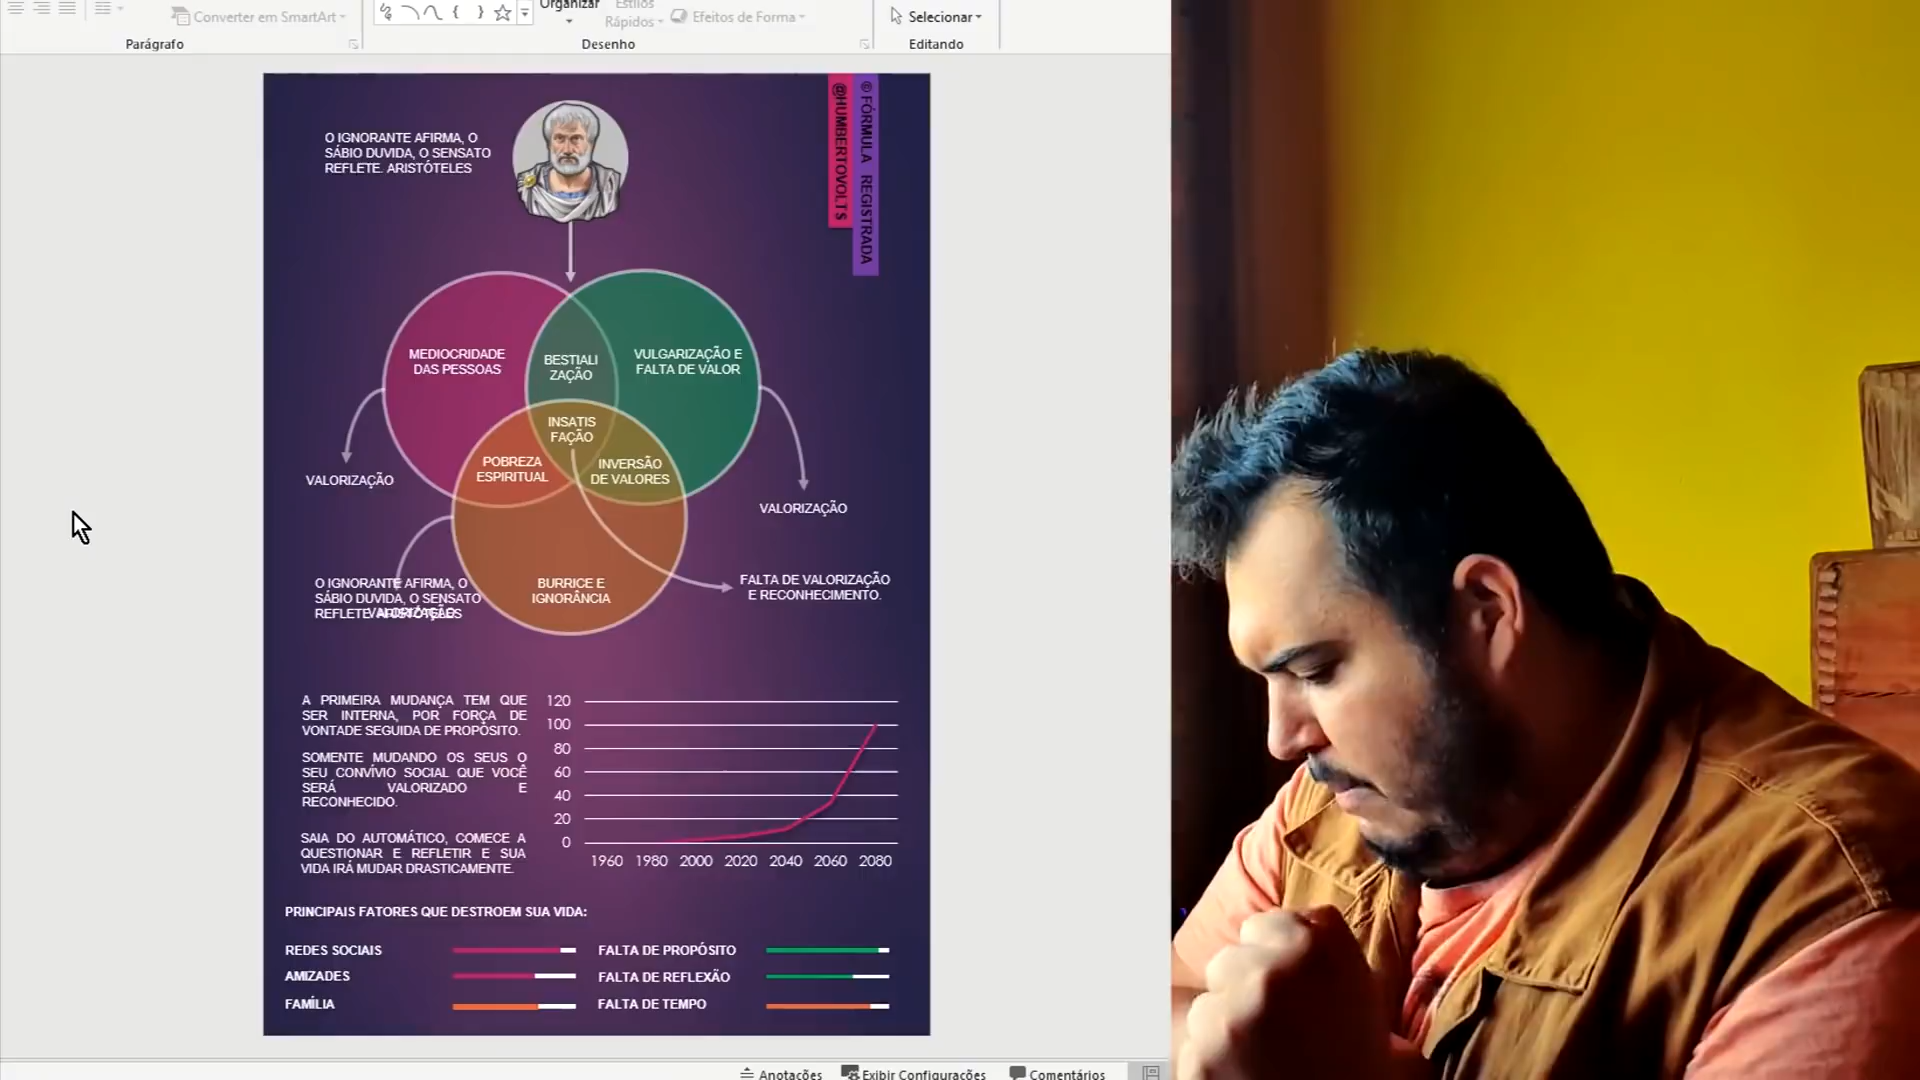 Organizar
Estilos
Converter em SmartArt
Rápidos
Efeitos de Forma
Selecionar
Parágrafo
Desenho
Editando
O IGNORANTE AFIRMA, O
SÁBIO DUVIDA, O SENSATO
REFLETE. ARISTÓTELES
@HUMBERTOVOLTS
© FÓRMULA REGISTRADA
MEDIOCRIDADE
DAS PESSOAS
BESTIALI
ZAÇÃO
VULGARIZAÇÃO E
FALTA DE VALOR
INSATIS
FAÇÃO
POBREZA
ESPIRITUAL
INVERSÃO
DE VALORES
VALORIZAÇÃO
VALORIZAÇÃO
BURRICE E
IGNORÂNCIA
FALTA DE VALORIZAÇÃO
E RECONHECIMENTO.
O IGNORANTE AFIRMA, O
SÁBIO DUVIDA, O SENSATO
REFLETE. ARISTÓTELES
VALORIZAÇÃO
A PRIMEIRA MUDANÇA TEM QUE
SER INTERNA, POR FORÇA DE
VONTADE SEGUIDA DE PROPÓSITO.
SOMENTE MUDANDO OS SEUS O
SEU CONVÍVIO SOCIAL QUE VOCÊ
SERÁ VALORIZADO E
RECONHECIDO.
SAIA DO AUTOMÁTICO, COMECE A
QUESTIONAR E REFLETIR E SUA
VIDA IRÁ MUDAR DRASTICAMENTE.
120
100
80
60
40
20
0
1960 1980 2000 2020 2040 2060 2080
PRINCIPAIS FATORES QUE DESTROEM SUA VIDA:
REDES SOCIAIS
FALTA DE PROPÓSITO
AMIZADES
FALTA DE REFLEXÃO
FAMÍLIA
FALTA DE TEMPO
Anotações
Exibir Configurações
Comentários